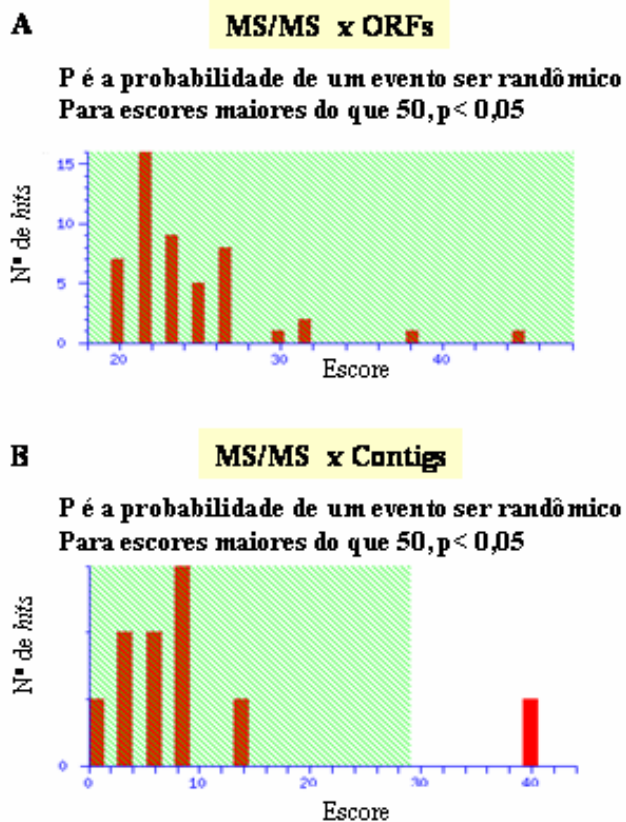 A
MS/MS x ORFs
P é a probabilidade de um evento ser randômico
Para escores maiores do que 50, p< 0,05
15
10
5
0
N° de hits
20 30 40
Escore
B
MS/MS x Contigs
P é a probabilidade de um evento ser randômico
Para escores maiores do que 50, p< 0,05
N° de hits
0
0 10 20 30 40
Escore